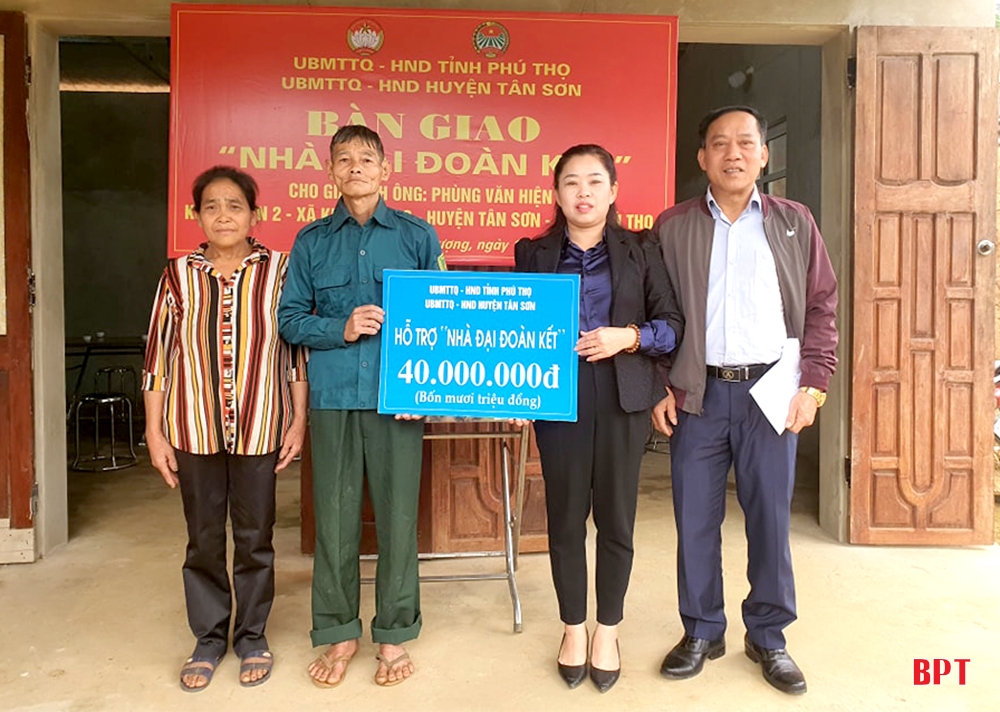 UBMTTQ - HND TỈNH PHÚ THỌ
UBMTTQ - HND HUYỆN TÂN SƠN
BÀN GIAO
“NHÀ ĐOÀN
CHO ÔNG: PHÙNG VĂN HIỆN
2 - XÃ - HUYỆN TÂN SƠN - THỌ
ngày
UBMTTQ - HND TỈNH PHÚ THỌ
UBMTTQ - HND HUYỆN TÂN SƠN
HỖ TRỢ "NHÀ ĐẠI ĐOÀN KẾT"
40.000.000đ
(Bốn mươi triệu đồng)
BPT